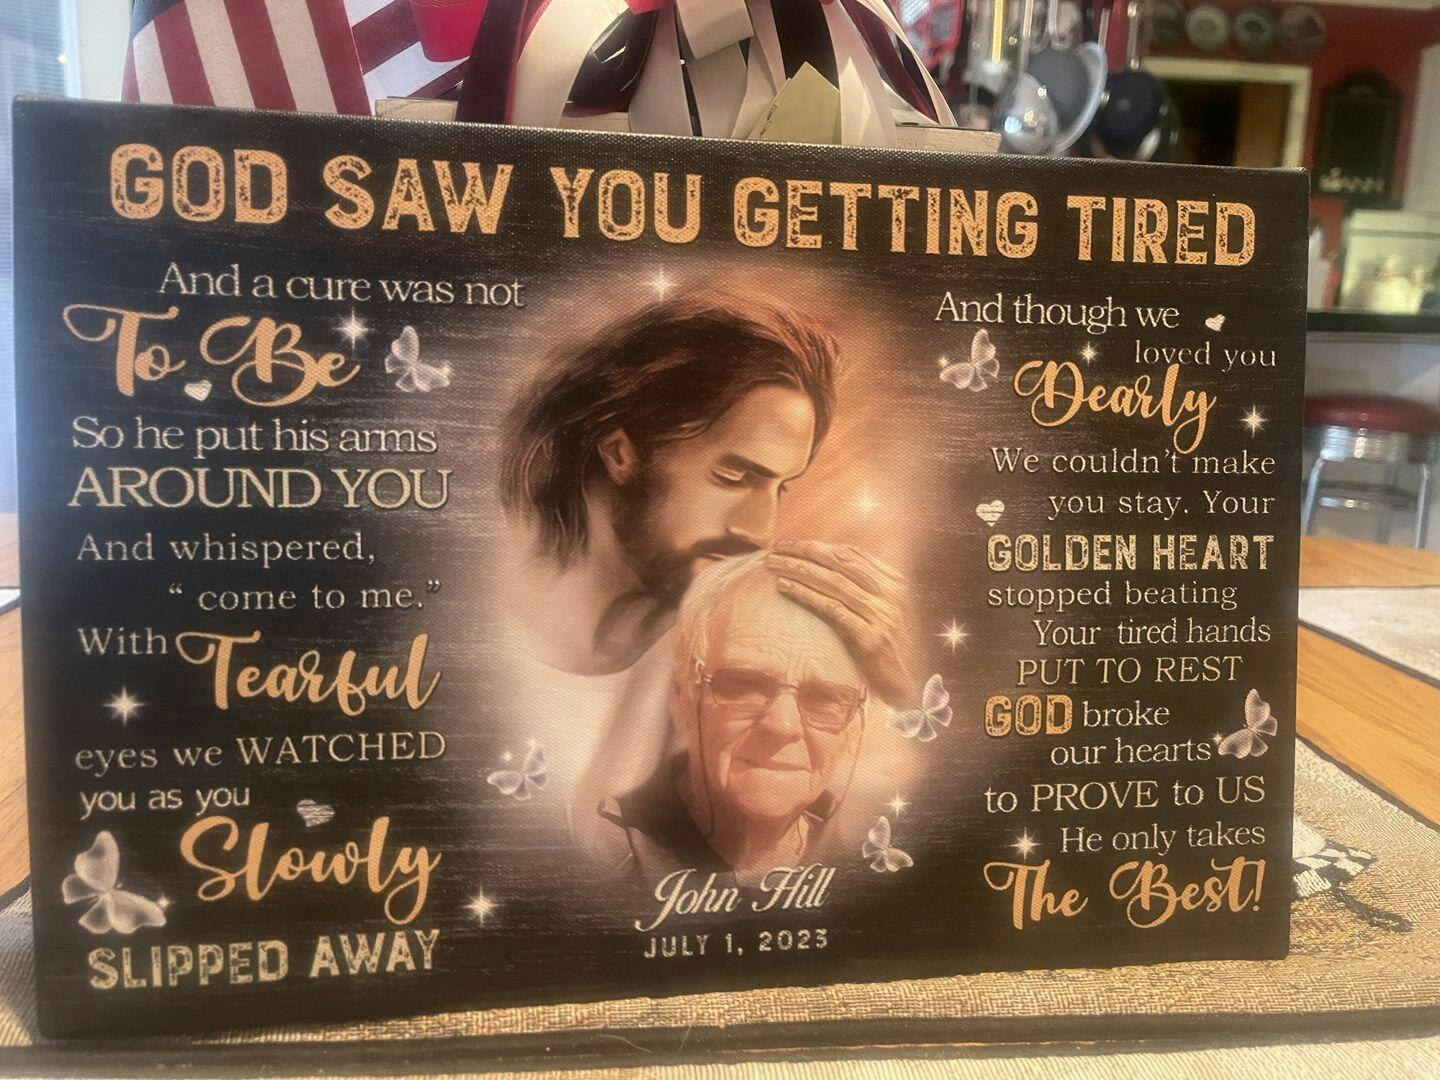 GOD SAW YOU GETTING TIRED
And a cure was not
To Be
So he put his arms
AROUND YOU
And whispered,
“ come to me.”
With Tearful
eyes we WATCHED
you as you
Slowly
SLIPPED AWAY
And though we
loved you
Dearly
We couldn't make
you stay. Your
GOLDEN HEART
stopped beating
Your tired hands
PUT TO REST
GOD broke
our hearts
to PROVE to US
He only takes
The Best!
John Hill
JULY 1, 2023